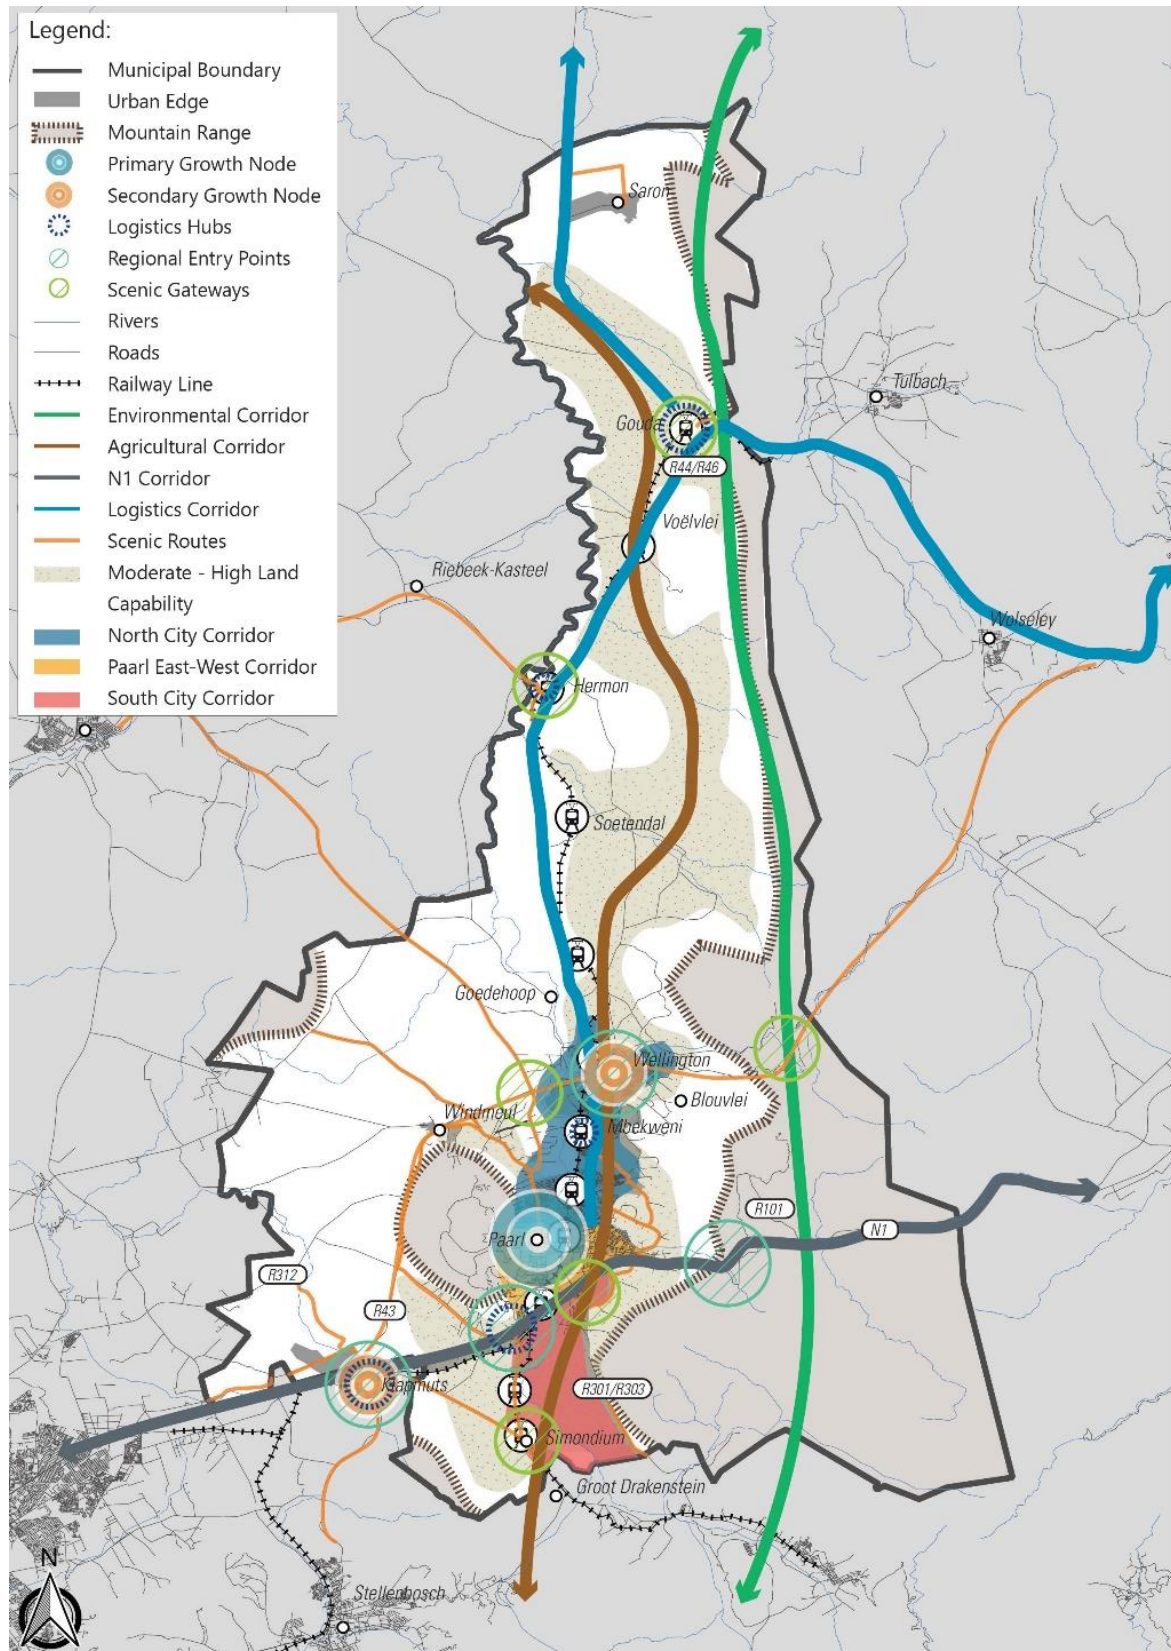 Legend:
Municipal Boundary
Urban Edge
Mountain Range
Primary Growth Node
Secondary Growth Node
Logistics Hubs
Regional Entry Points
Scenic Gateways
Rivers
Roads
Railway Line
Environmental Corridor
Agricultural Corridor
N1 Corridor
Logistics Corridor
Scenic Routes
Moderate - High Land
Capability
North City Corridor
Paarl East-West Corridor
South City Corridor
Saron
Tulbach
Gouda
R44/R46
Voëlvlei
Riebeek-Kasteel
Wolseley
Hermon
Soetendal
Goedehoop
Wellington
Blouvlei
Windmeul
Mbekweni
R101
N1
Paarl
R312
R43
Klapmuts
R301/R303
Simondium
Groot Drakenstein
N
Stellenbosch